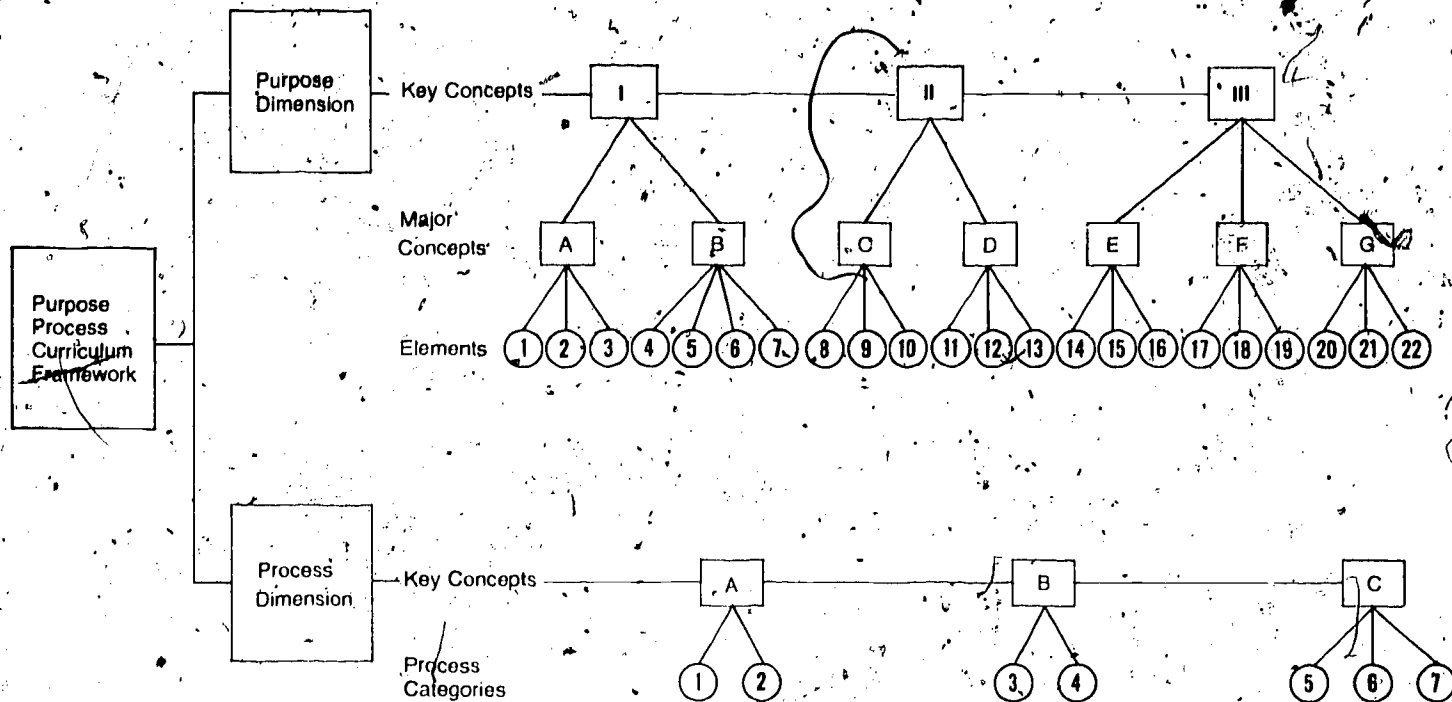 Purpose
Dimension
Key Concepts
I
II
III
Major
Concepts
A
B
C
D
E
F
G
Purpose
Process
Curriculum
Framework
Elements
1
2
3
4
5
6
7
8
9
10
11
12
13
14
15
16
17
18
19
20
21
22
Process
Dimension
Key Concepts
A
B
C
Process
Categories
1
2
3
4
5
6
7